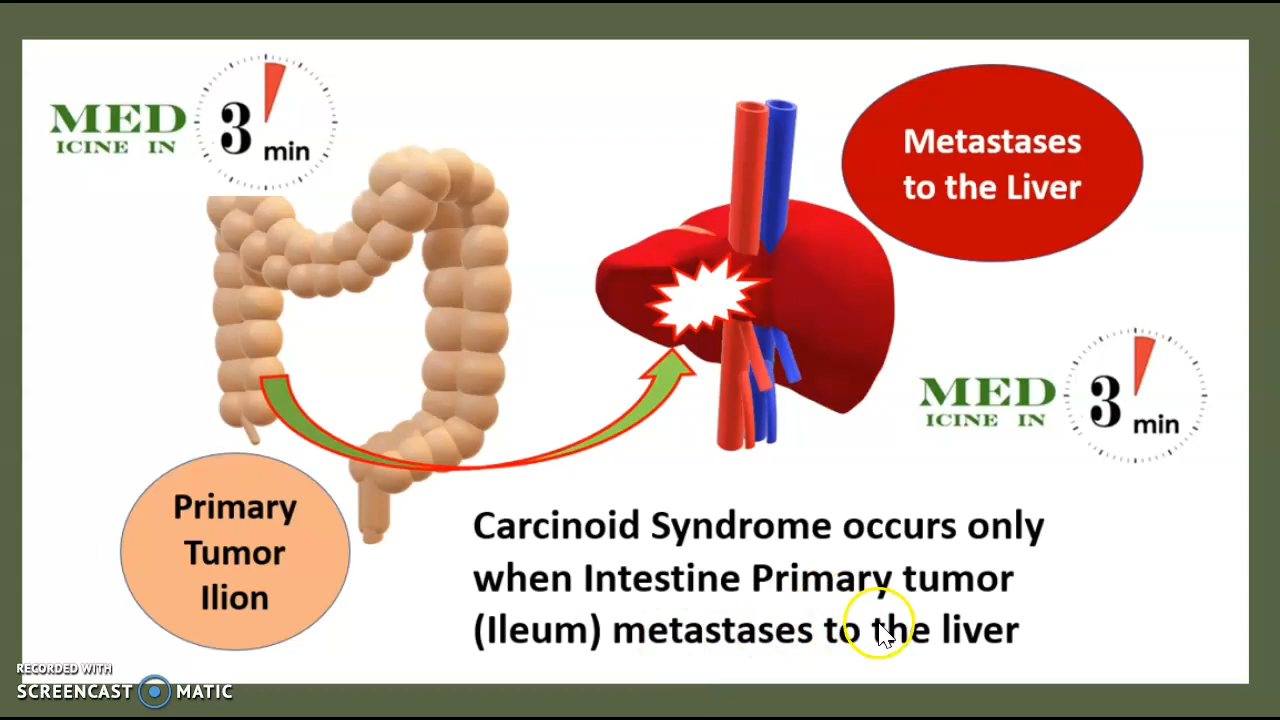 MED
ICINE IN
3
min
Metastases
to the Liver
MED
ICINE IN
3
min
Primary
Tumor
Ilion
Carcinoid Syndrome occurs only
when Intestine Primary tumor
(Ileum) metastases to the liver
RECORDED WITH
SCREENCAST MATIC